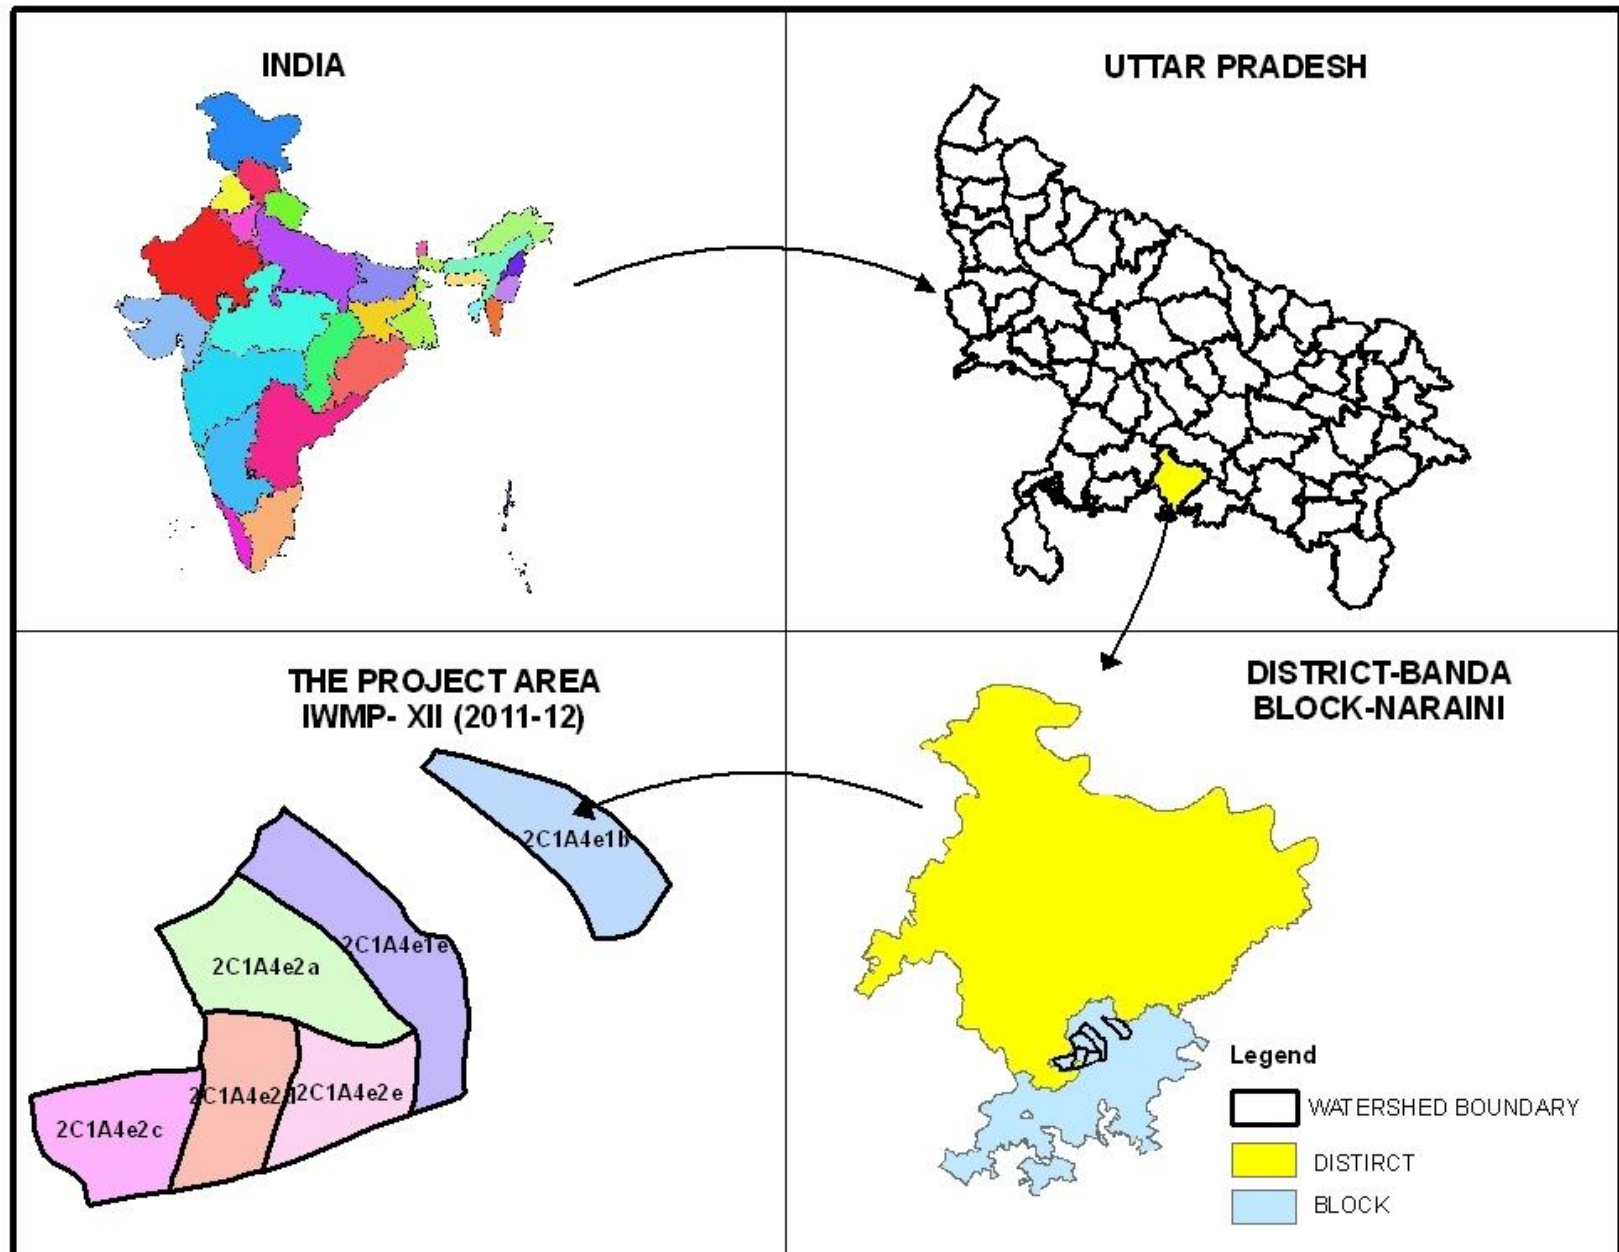 INDIA
UTTAR PRADESH
THE PROJECT AREA
IWMP- XII (2011-12)
2C1A4e1b
2C1A4e1e
2C1A4e2a
2C1A4e2e
2C1A4e2c
DISTRICT-BANDA
BLOCK-NARAINI
Legend
WATERSHED BOUNDARY
DISTIRCT
BLOCK